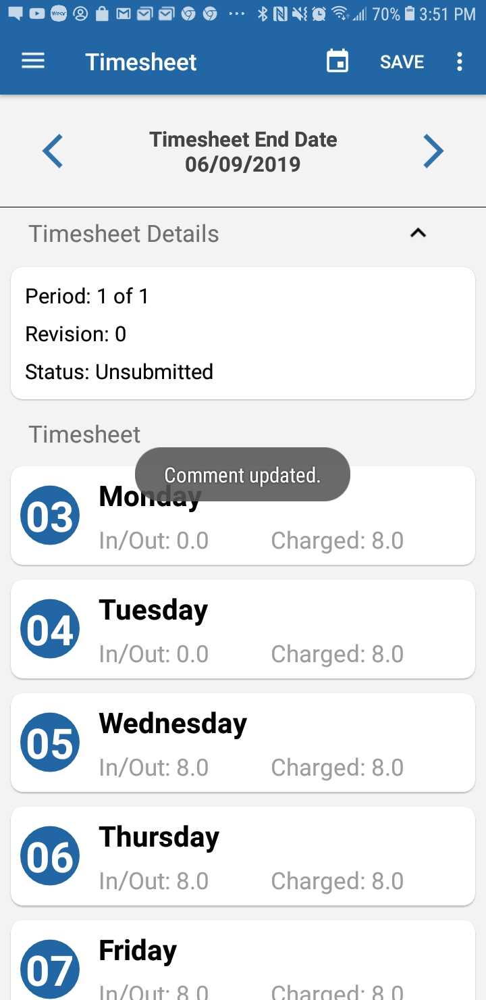 70% 3:51 PM
Timesheet SAVE
Timesheet End Date
06/09/2019
Timesheet Details
Period: 1 of 1
Revision: 0
Status: Unsubmitted
Timesheet
Comment updated.
03 Monday
In/Out: 0.0 Charged: 8.0
04 Tuesday
In/Out: 0.0 Charged: 8.0
05 Wednesday
In/Out: 8.0 Charged: 8.0
06 Thursday
In/Out: 8.0 Charged: 8.0
07 Friday
In/Out: 8.0 Charged: 8.0